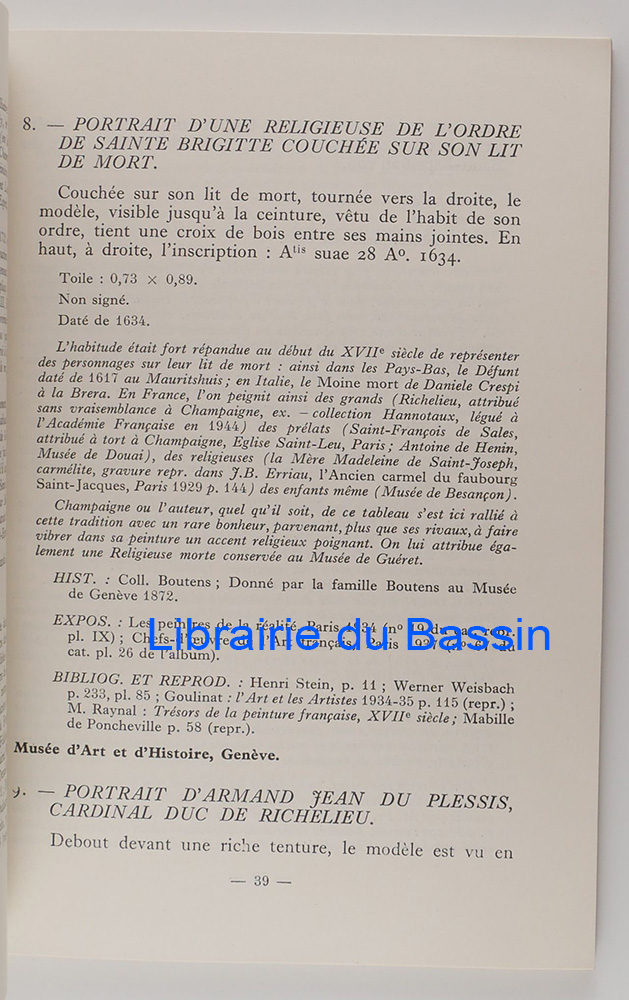 8. — PORTRAIT D'UNE RELIGIEUSE DE L'ORDRE
DE SAINTE BRIGITTE COUCHÉE SUR SON LIT
DE MORT.
Couchée sur son lit de mort, tournée vers la droite, le
modèle, visible jusqu'à la ceinture, vêtu de l'habit de son
ordre, tient une croix de bois entre ses mains jointes. En
haut, à droite, l'inscription : Atis suae 28 Ao. 1634.
Toile : 0,73 × 0,89.
Non signé.
Daté de 1634.
L'habitude était fort répandue au début du XVIIe siècle de représenter
des personnages sur leur lit de mort : ainsi dans les Pays-Bas, le Défunt
daté de 1617 au Mauritshuis ; en Italie, le Moine mort de Daniele Crespi
à la Brera. En France, l'on peignit ainsi des grands (Richelieu, attribué
sans vraisemblance à Champaigne, ex. — collection Hannotaux, légué à
l'Académie Française en 1944) des prélats (Saint-François de Sales,
attribué à tort à Champaigne, Eglise Saint-Leu, Paris ; Antoine de Henin,
Musée de Douai), des religieuses (la Mère Madeleine de Saint-Joseph,
carmélite, gravure repr. dans J.B. Erriau, l'Ancien carmel du faubourg
Saint-Jacques, Paris 1929 p. 144) des enfants même (Musée de Besançon).
Champaigne ou l'auteur, quel qu'il soit, de ce tableau s'est ici rallié à
cette tradition avec un rare bonheur, parvenant, plus que ses rivaux, à faire
vibrer dans sa peinture un accent religieux poignant. On lui attribue éga-
lement une Religieuse morte conservée au Musée de Guéret.
HIST. : Coll. Boutens ; Donné par la famille Boutens au Musée
de Genève 1872.
EXPOS. : Les peintres de la réalité, Paris 1934 (no 19 du cat. repr.
pl. IX) ; Chefs-d'œuvre de l'Art français, Paris 1937 du
cat. pl. 26 de l'album).
Librairie du Bassin
BIBLIOG. ET REPROD. : Henri Stein, p. 11 ; Werner Weisbach
p. 233, pl. 85 ; Goulinat : l'Art et les Artistes 1934-35 p. 115 (repr.) ;
M. Raynal : Trésors de la peinture française, XVIIe siècle ; Mabille
de Poncheville p. 58 (repr.).
Musée d'Art et d'Histoire, Genève.
9. — PORTRAIT D'ARMAND JEAN DU PLESSIS,
CARDINAL DUC DE RICHELIEU.
Debout devant une riche tenture, le modèle est vu en
— 39 —